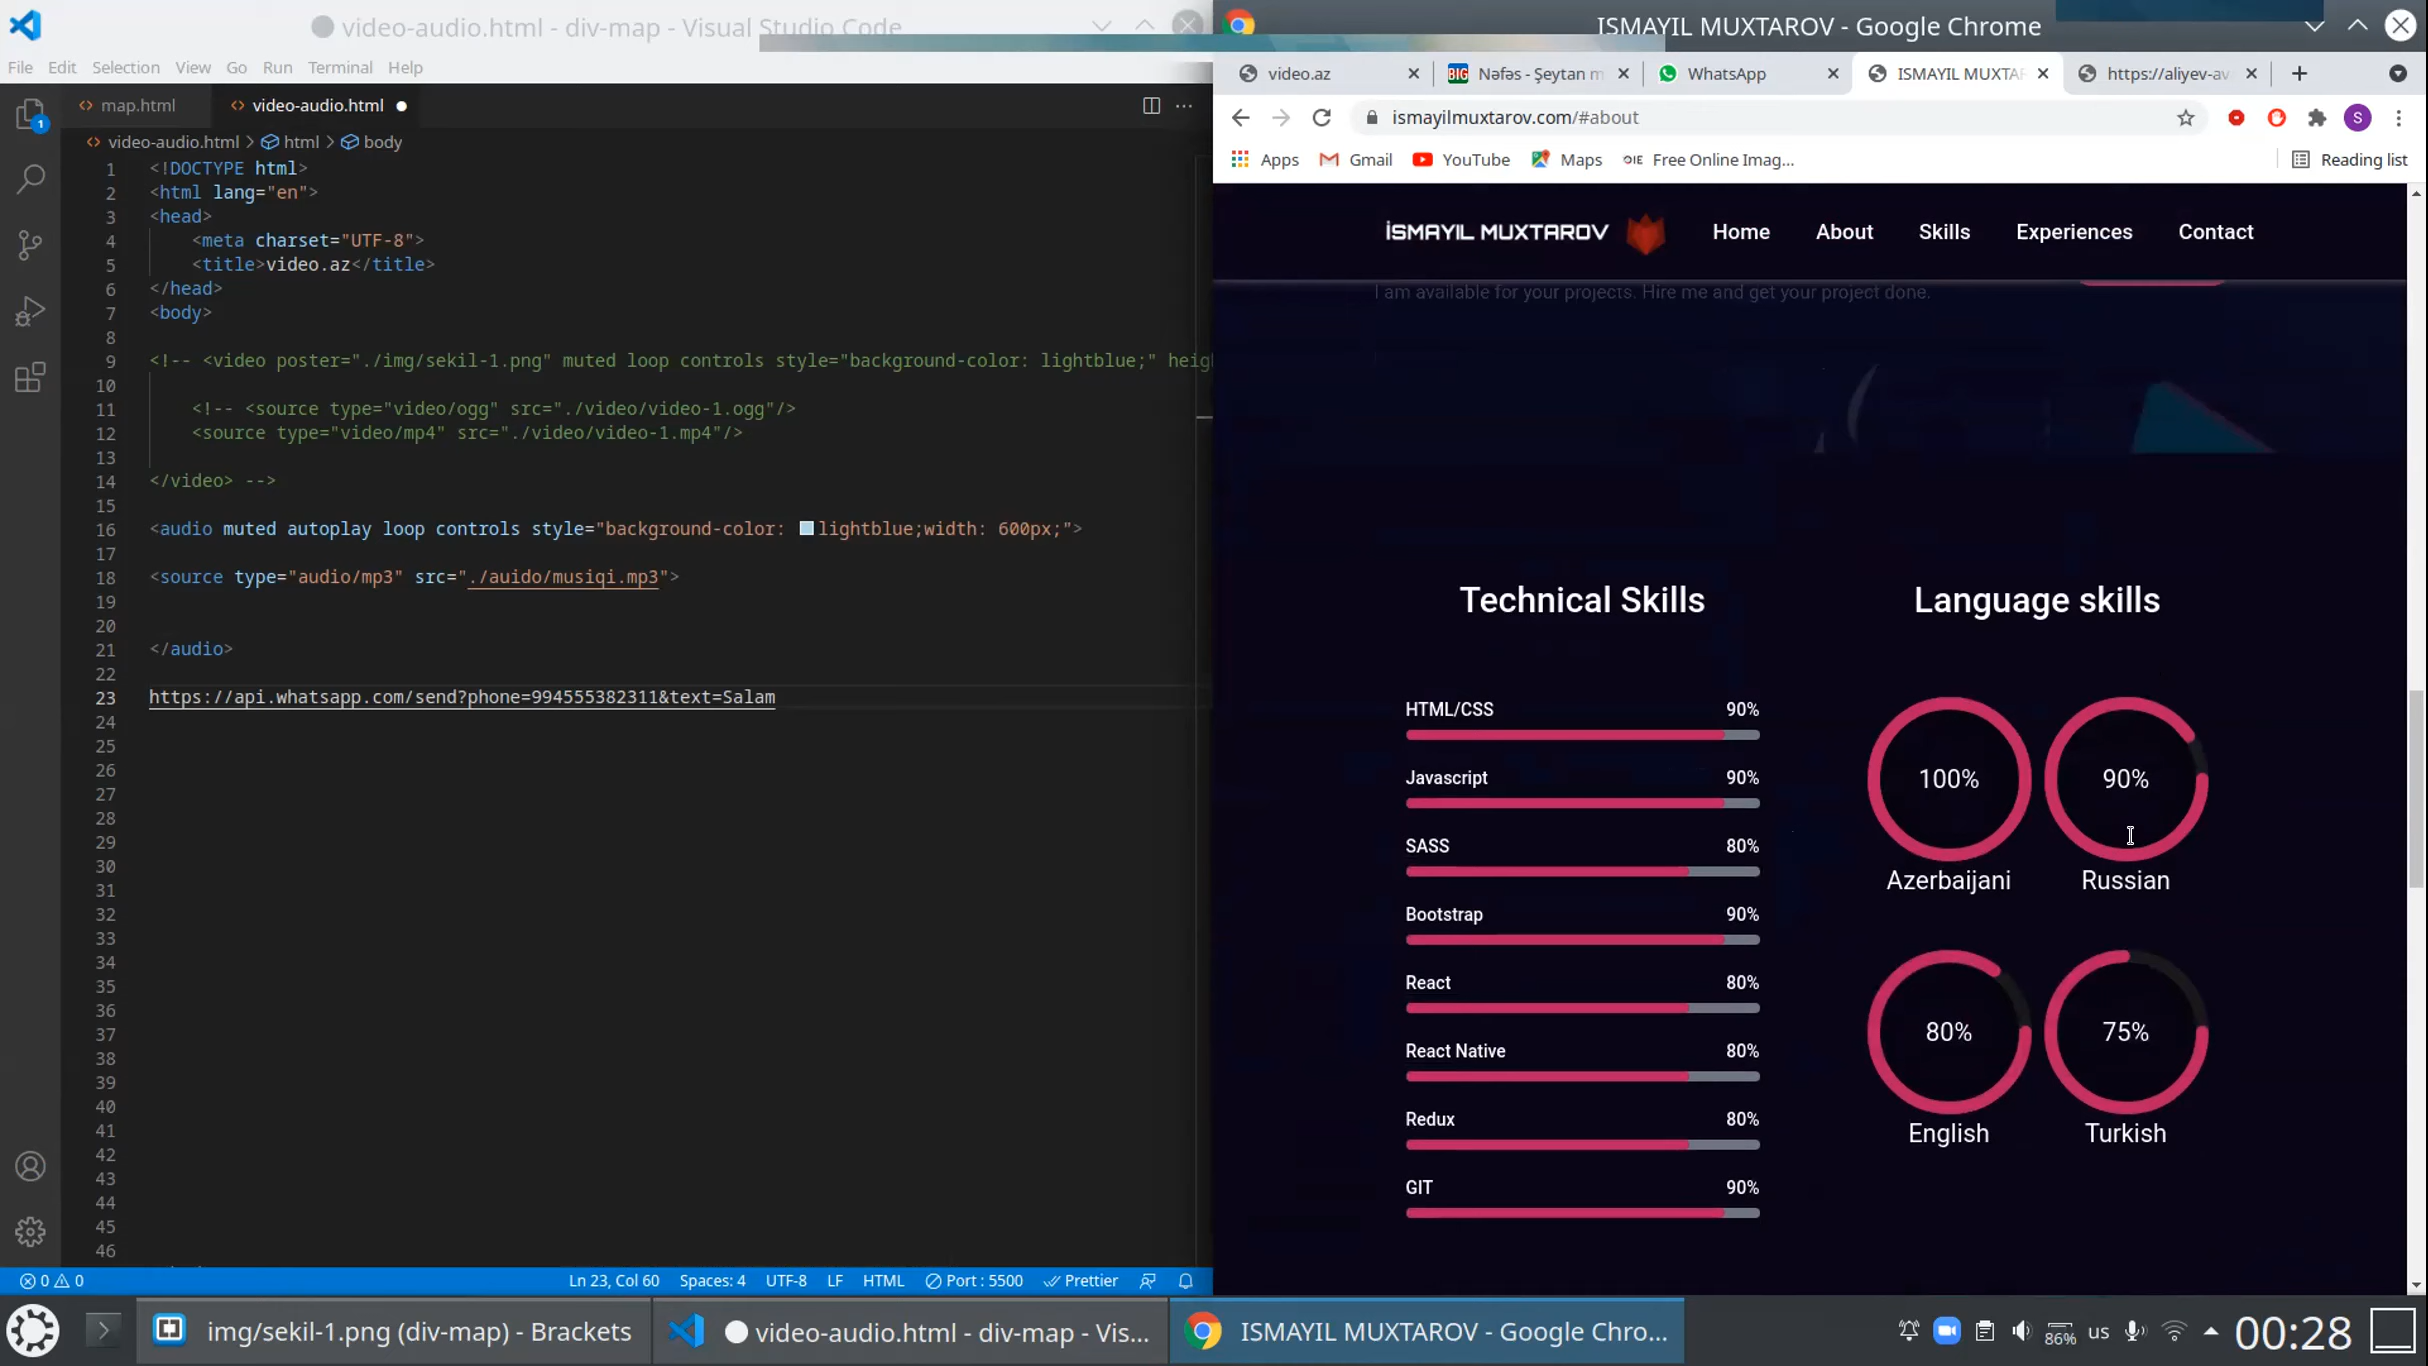 video-audio.html - div-map - Visual Studio Code
File Edit Selection View Go Run Terminal Help
map.html video-audio.html
video-audio.html > html > body
1 <!DOCTYPE html>
2 <html lang="en">
3 <head>
4 <meta charset="UTF-8">
5 <title>video.az</title>
6 </head>
7 <body>
8
9 <!-- <video poster="./img/sekil-1.png" muted loop controls style="background-color: lightblue;" heig
10
11 <!-- <source type="video/ogg" src="./video/video-1.ogg"/>
12 <source type="video/mp4" src="./video/video-1.mp4"/>
13
14 </video> -->
15
16 <audio muted autoplay loop controls style="background-color: lightblue;width: 600px;">
17
18 <source type="audio/mp3" src="./auido/musiqi.mp3">
19
20
21 </audio>
22
23 https://api.whatsapp.com/send?phone=994555382311&text=Salam
24
25
26
27
28
29
30
31
32
33
34
35
36
37
38
39
40
41
42
43
44
45
46
1
0 0 Ln 23, Col 60 Spaces: 4 UTF-8 LF HTML Port : 5500 Prettier
ISMAYIL MUXTAROV - Google Chrome
video.az BIG Nəfəs - Şeytan m WhatsApp ISMAYIL MUXTAR https://aliyev-av
ismayilmuxtarov.com/#about S
Apps Gmail YouTube Maps OIE Free Online Imag... Reading list
İSMAYIL MUXTAROV Home About Skills Experiences Contact
I am available for your projects. Hire me and get your project done.
Technical Skills
HTML/CSS 90%
Javascript 90%
SASS 80%
Bootstrap 90%
React 80%
React Native 80%
Redux 80%
GIT 90%
Language skills
100% 90%
Azerbaijani Russian
80% 75%
English Turkish
img/sekil-1.png (div-map) - Brackets video-audio.html - div-map - Vis... ISMAYIL MUXTAROV - Google Chro... 86% us 00:28